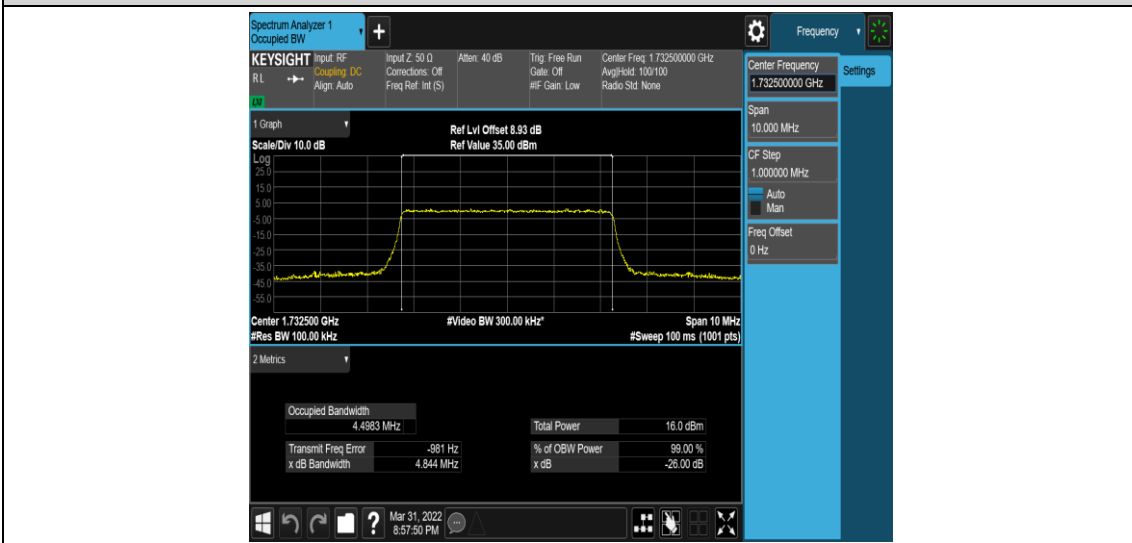 Spectrum Analyzer 1
Occupied BW
+
Frequency
KEYSIGHT
RL
LXI
Input: RF
Coupling: DC
Align: Auto
Input Z: 50 Ω
Corrections: Off
Freq Ref: Int (S)
Atten: 40 dB
Trig: Free Run
Gate: Off
#IF Gain: Low
Center Freq: 1.732500000 GHz
Avg|Hold: 100/100
Radio Std: None
Center Frequency
1.732500000 GHz
Settings
Span
10.000 MHz
CF Step
1.000000 MHz
Auto
Man
Freq Offset
0 Hz
1 Graph
Scale/Div 10.0 dB
Ref Lvl Offset 8.93 dB
Ref Value 35.00 dBm
Log
25.0
15.0
5.00
-5.00
-15.0
-25.0
-35.0
-45.0
-55.0
Center 1.732500 GHz
#Res BW 100.00 kHz
#Video BW 300.00 kHz*
Span 10 MHz
#Sweep 100 ms (1001 pts)
2 Metrics
Occupied Bandwidth
4.4983 MHz
Total Power 16.0 dBm
Transmit Freq Error -981 Hz
% of OBW Power 99.00 %
x dB Bandwidth 4.844 MHz
x dB -26.00 dB
?
Mar 31, 2022
8:57:50 PM